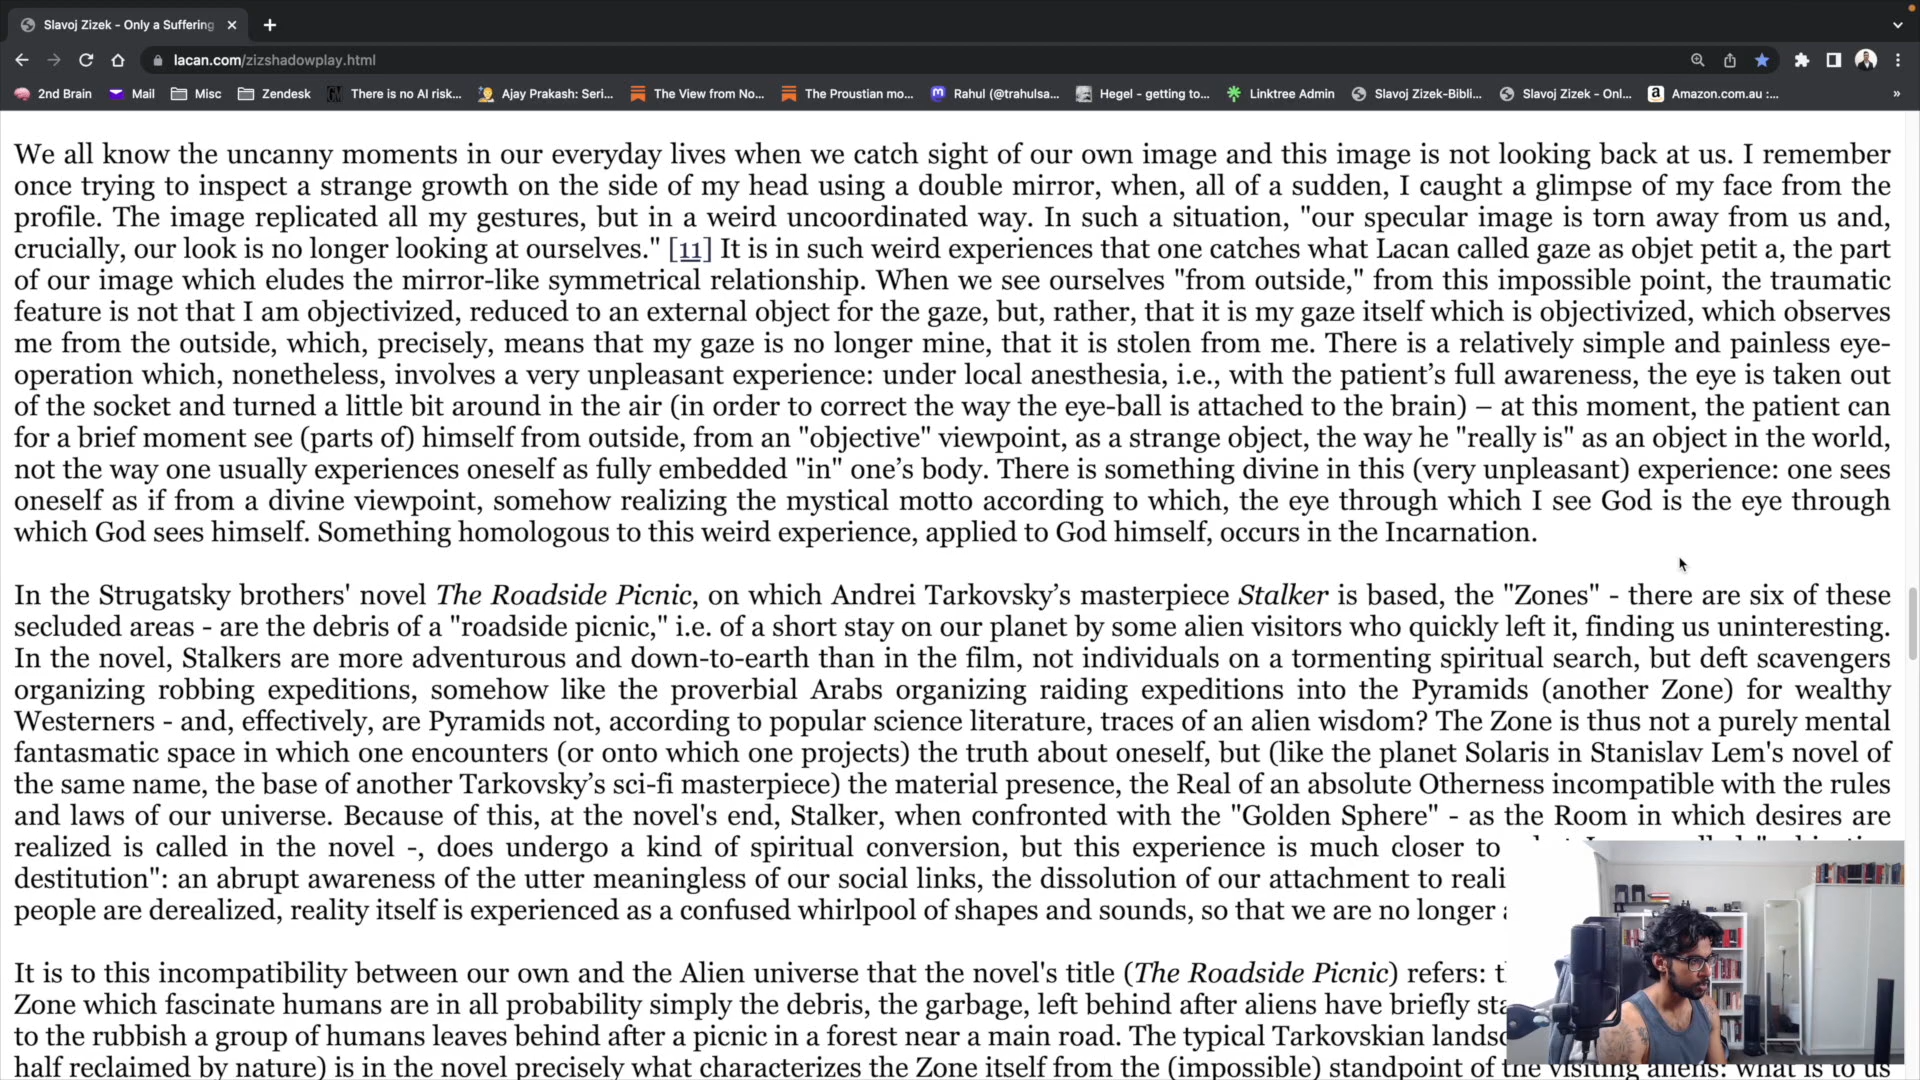 Slavoj Zizek - Only a Suffering
lacan.com/zizshadowplay.html
2nd Brain Mail Misc Zendesk There is no AI risk... Ajay Prakash: Seri... The View from No... The Proustian mo... Rahul (@trahulsa... Hegel - getting to... Linktree Admin Slavoj Zizek-Bibli... Slavoj Zizek - Onl... Amazon.com.au :... »
We all know the uncanny moments in our everyday lives when we catch sight of our own image and this image is not looking back at us. I remember
once trying to inspect a strange growth on the side of my head using a double mirror, when, all of a sudden, I caught a glimpse of my face from the
profile. The image replicated all my gestures, but in a weird uncoordinated way. In such a situation, "our specular image is torn away from us and,
crucially, our look is no longer looking at ourselves." [11] It is in such weird experiences that one catches what Lacan called gaze as objet petit a, the part
of our image which eludes the mirror-like symmetrical relationship. When we see ourselves "from outside," from this impossible point, the traumatic
feature is not that I am objectivized, reduced to an external object for the gaze, but, rather, that it is my gaze itself which is objectivized, which observes
me from the outside, which, precisely, means that my gaze is no longer mine, that it is stolen from me. There is a relatively simple and painless eye-
operation which, nonetheless, involves a very unpleasant experience: under local anesthesia, i.e., with the patient’s full awareness, the eye is taken out
of the socket and turned a little bit around in the air (in order to correct the way the eye-ball is attached to the brain) – at this moment, the patient can
for a brief moment see (parts of) himself from outside, from an "objective" viewpoint, as a strange object, the way he "really is" as an object in the world,
not the way one usually experiences oneself as fully embedded "in" one’s body. There is something divine in this (very unpleasant) experience: one sees
oneself as if from a divine viewpoint, somehow realizing the mystical motto according to which, the eye through which I see God is the eye through
which God sees himself. Something homologous to this weird experience, applied to God himself, occurs in the Incarnation.
In the Strugatsky brothers' novel The Roadside Picnic, on which Andrei Tarkovsky’s masterpiece Stalker is based, the "Zones" - there are six of these
secluded areas - are the debris of a "roadside picnic," i.e. of a short stay on our planet by some alien visitors who quickly left it, finding us uninteresting.
In the novel, Stalkers are more adventurous and down-to-earth than in the film, not individuals on a tormenting spiritual search, but deft scavengers
organizing robbing expeditions, somehow like the proverbial Arabs organizing raiding expeditions into the Pyramids (another Zone) for wealthy
Westerners - and, effectively, are Pyramids not, according to popular science literature, traces of an alien wisdom? The Zone is thus not a purely mental
fantasmatic space in which one encounters (or onto which one projects) the truth about oneself, but (like the planet Solaris in Stanislav Lem's novel of
the same name, the base of another Tarkovsky’s sci-fi masterpiece) the material presence, the Real of an absolute Otherness incompatible with the rules
and laws of our universe. Because of this, at the novel's end, Stalker, when confronted with the "Golden Sphere" - as the Room in which desires are
realized is called in the novel -, does undergo a kind of spiritual conversion, but this experience is much closer to
destitution": an abrupt awareness of the utter meaningless of our social links, the dissolution of our attachment to reali
people are derealized, reality itself is experienced as a confused whirlpool of shapes and sounds, so that we are no longer
It is to this incompatibility between our own and the Alien universe that the novel's title (The Roadside Picnic) refers:
Zone which fascinate humans are in all probability simply the debris, the garbage, left behind after aliens have briefly sta
to the rubbish a group of humans leaves behind after a picnic in a forest near a main road. The typical Tarkovskian landsc
half reclaimed by nature) is in the novel precisely what characterizes the Zone itself from the (impossible) standpoint of the visiting aliens: what is to us